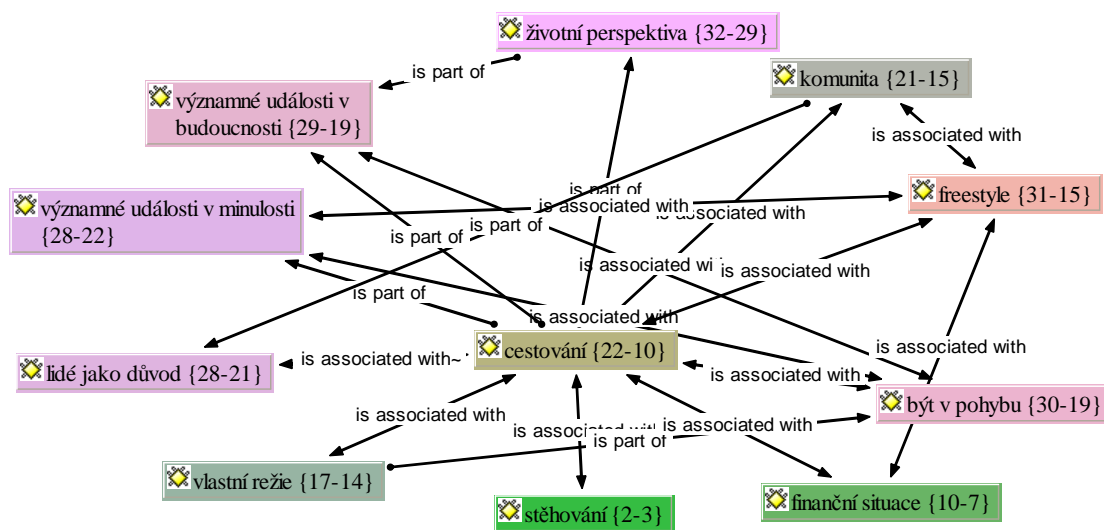 životní perspektiva {32-29}
is part of
komunita {21-15}
významné události v
budoucnosti {29-19}
is associated with
is part of
freestyle {31-15}
významné události v minulosti
{28-22}
is associated with
is associated with
is part of
is part of
is associated wi
is associated with
is part of
is associated with
cestování {22-10}
is associated with
is associated with~
lidé jako důvod {28-21}
is associated with
být v pohybu {30-19}
is associated with
is associated with
is associated
is part of
vlastní režie {17-14}
stěhování {2-3}
finanční situace {10-7}